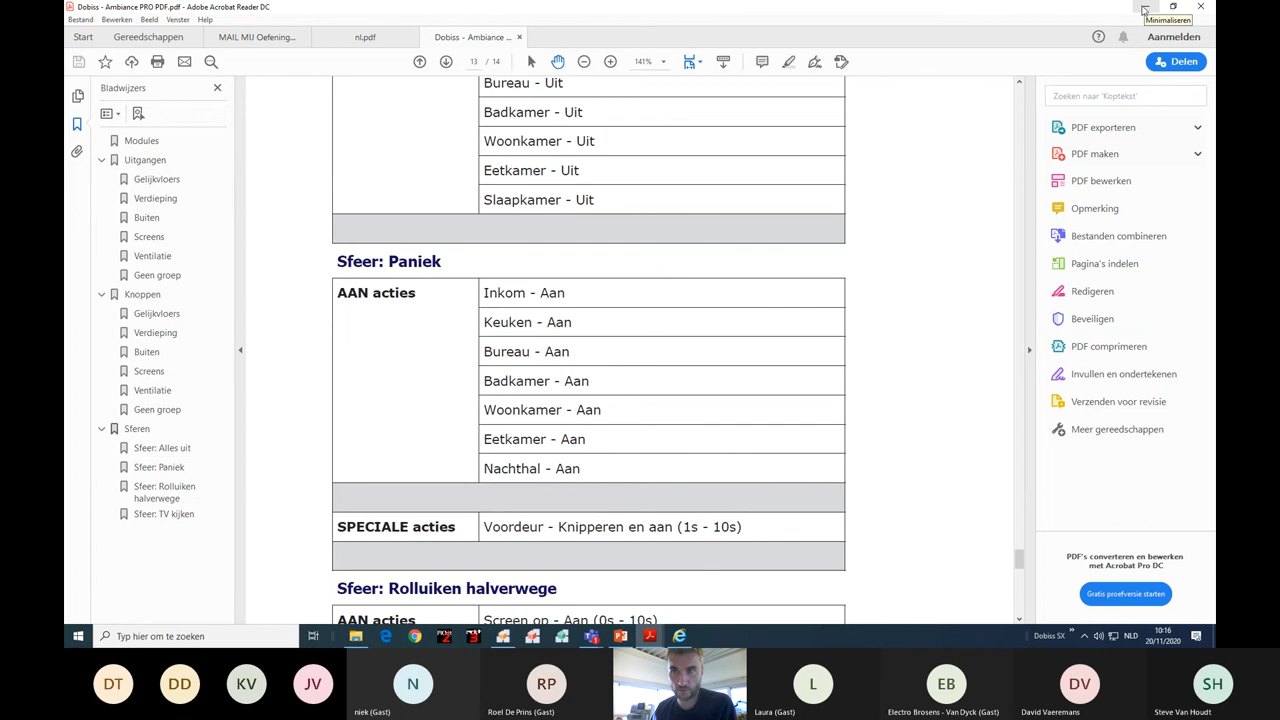 Dobiss - Ambiance PRO PDF.pdf - Adobe Acrobat Reader DC
Minimaliseren
Bestand Bewerken Beeld Venster Help
Start Gereedschappen MAIL MIJ Oefening... nl.pdf Dobiss - Ambiance ... × Aanmelden
13 / 14 141% Delen
Bladwijzers
Modules
Uitgangen
Gelijkvloers
Verdieping
Buiten
Screens
Ventilatie
Geen groep
Knoppen
Gelijkvloers
Verdieping
Buiten
Screens
Ventilatie
Geen groep
Sferen
Sfeer: Alles uit
Sfeer: Paniek
Sfeer: Rolluiken
halverwege
Sfeer: TV kijken
Bureau - Uit
Badkamer - Uit
Woonkamer - Uit
Eetkamer - Uit
Slaapkamer - Uit
Sfeer: Paniek
AAN acties Inkom - Aan
Keuken - Aan
Bureau - Aan
Badkamer - Aan
Woonkamer - Aan
Eetkamer - Aan
Nachthal - Aan
SPECIALE acties Voordeur - Knipperen en aan (1s - 10s)
Sfeer: Rolluiken halverwege
AAN acties Screen op - Aan (0s - 10s)
Zoeken naar 'Koptekst'
PDF exporteren
PDF maken
PDF bewerken
Opmerking
Bestanden combineren
Pagina's indelen
Redigeren
Beveiligen
PDF comprimeren
Invullen en ondertekenen
Verzenden voor revisie
Meer gereedschappen
PDF's converteren en bewerken
met Acrobat Pro DC
Gratis proefversie starten
Typ hier om te zoeken
Dobiss SX NLD
10:16
20/11/2020
DT DD KV JV N RP L EB DV SH
niek (Gast) Roel De Prins (Gast) Laura (Gast) Electro Brosens - Van Dyck (Gast) David Vaeremans Steve Van Houdt